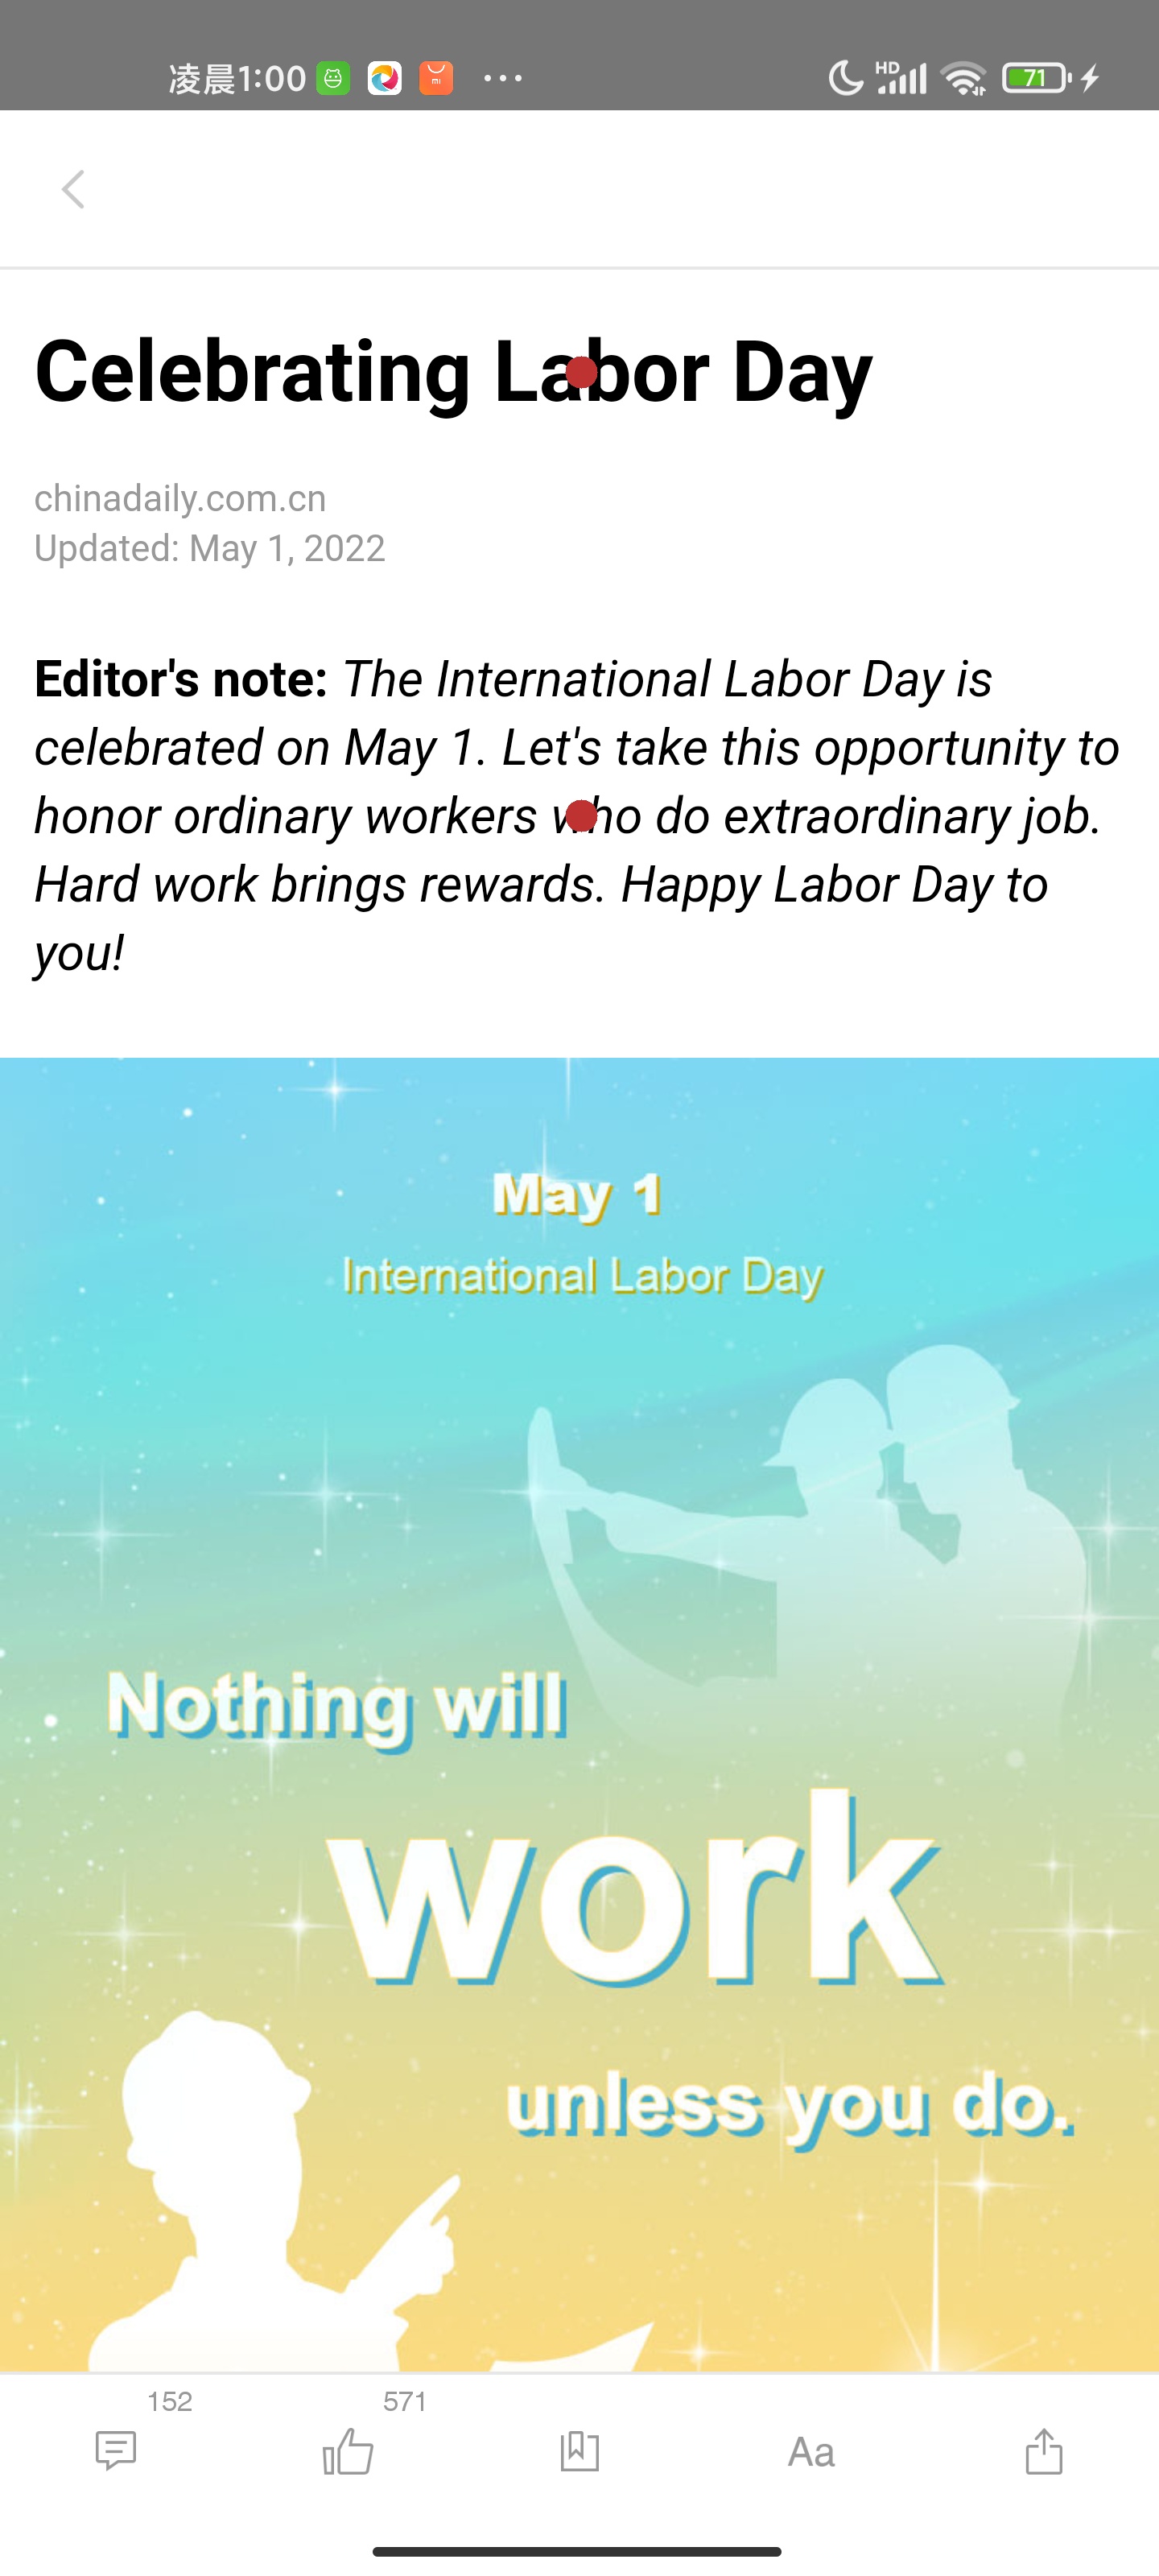 凌晨1:00
HD
71
Celebrating Labor Day
chinadaily.com.cn
Updated: May 1, 2022
Editor's note: The International Labor Day is
celebrated on May 1. Let's take this opportunity to
honor ordinary workers who do extraordinary job.
Hard work brings rewards. Happy Labor Day to
you!
May 1
International Labor Day
Nothing will
work
unless you do.
152
571
Aa